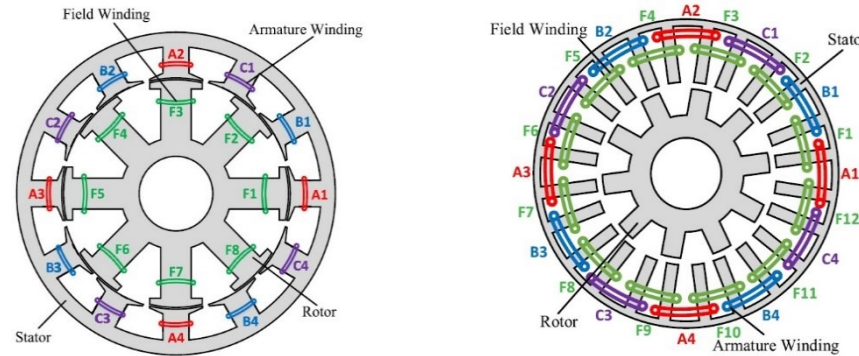 Field Winding
Armature Winding
A2
B2
C1
F3
C2
F4
F2
B1
A3
F5
F1
A1
F6
F8
B3
F7
C4
C3
B4
A4
Stator
Rotor
Field Winding
A2
F4
F3
B2
C1
F5
F2
Stato
C2
B1
F6
F1
A3
A1
F7
F12
B3
C4
F8
F11
C3
B4
F9
F10
A4
Rotor
Armature Winding